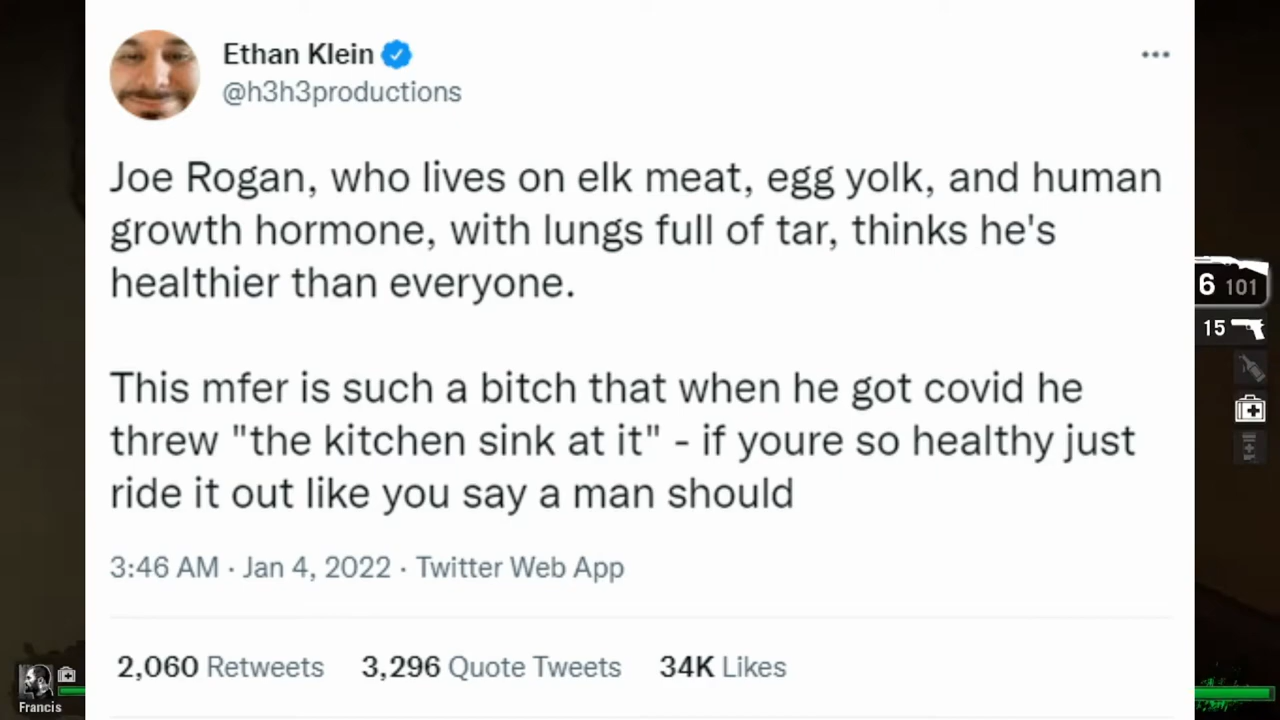 Ethan Klein
@h3h3productions
Joe Rogan, who lives on elk meat, egg yolk, and human
growth hormone, with lungs full of tar, thinks he's
healthier than everyone.
This mfer is such a bitch that when he got covid he
threw "the kitchen sink at it" - if youre so healthy just
ride it out like you say a man should
3:46 AM · Jan 4, 2022 · Twitter Web App
2,060 Retweets 3,296 Quote Tweets 34K Likes
6 101
15
Francis